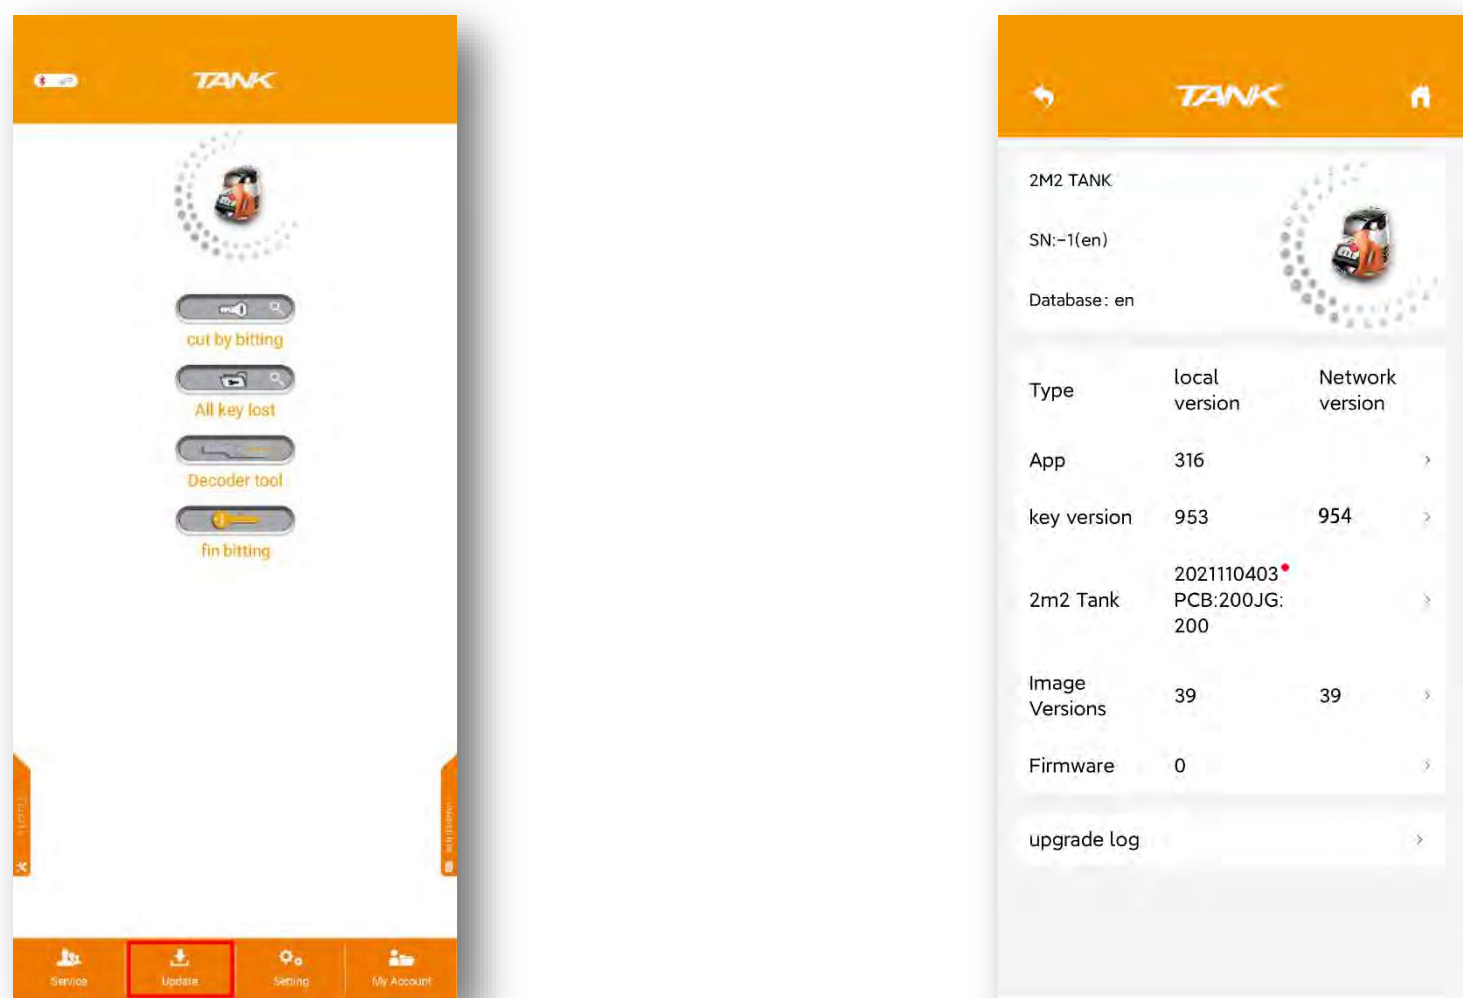 TANK
cut by bitting
All key lost
Decoder tool
fin bitting
Service
Update
Setting
My Account
TANK
2M2 TANK
SN:-1(en)
Database: en
Type
local
version
Network
version
App
316
key version
953
954
2m2 Tank
2021110403
PCB:200JG:
200
Image
Versions
39
39
Firmware
0
upgrade log